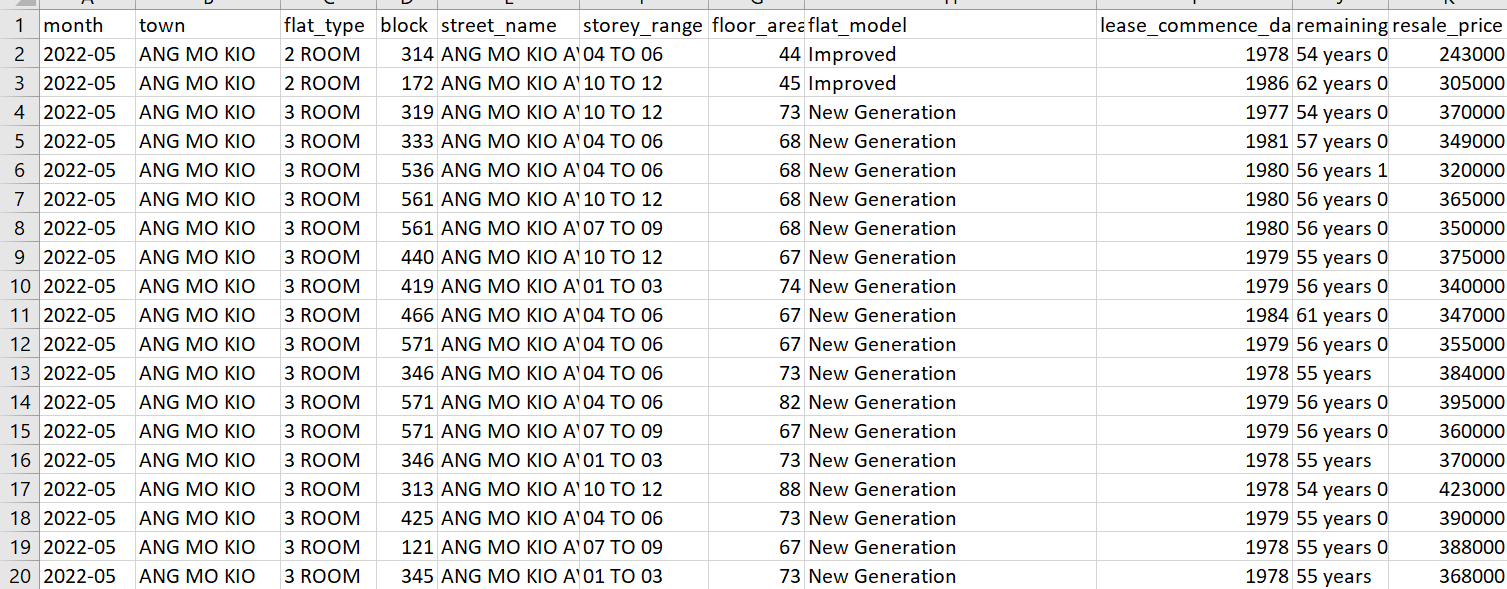 1 month town flat_type block street_name storey_range floor_area flat_model lease_commence_da remaining resale_price
2 2022-05 ANG MO KIO 2 ROOM 314 ANG MO KIO AV 04 TO 06 44 Improved 1978 54 years 0 243000
3 2022-05 ANG MO KIO 2 ROOM 172 ANG MO KIO AV 10 TO 12 45 Improved 1986 62 years 0 305000
4 2022-05 ANG MO KIO 3 ROOM 319 ANG MO KIO AV 10 TO 12 73 New Generation 1977 54 years 0 370000
5 2022-05 ANG MO KIO 3 ROOM 333 ANG MO KIO AV 04 TO 06 68 New Generation 1981 57 years 0 349000
6 2022-05 ANG MO KIO 3 ROOM 536 ANG MO KIO AV 04 TO 06 68 New Generation 1980 56 years 1 320000
7 2022-05 ANG MO KIO 3 ROOM 561 ANG MO KIO AV 10 TO 12 68 New Generation 1980 56 years 0 365000
8 2022-05 ANG MO KIO 3 ROOM 561 ANG MO KIO AV 07 TO 09 68 New Generation 1980 56 years 0 350000
9 2022-05 ANG MO KIO 3 ROOM 440 ANG MO KIO AV 10 TO 12 67 New Generation 1979 55 years 0 375000
10 2022-05 ANG MO KIO 3 ROOM 419 ANG MO KIO AV 01 TO 03 74 New Generation 1979 56 years 0 340000
11 2022-05 ANG MO KIO 3 ROOM 466 ANG MO KIO AV 04 TO 06 67 New Generation 1984 61 years 0 347000
12 2022-05 ANG MO KIO 3 ROOM 571 ANG MO KIO AV 04 TO 06 67 New Generation 1979 56 years 0 355000
13 2022-05 ANG MO KIO 3 ROOM 346 ANG MO KIO AV 04 TO 06 73 New Generation 1978 55 years 384000
14 2022-05 ANG MO KIO 3 ROOM 571 ANG MO KIO AV 04 TO 06 82 New Generation 1979 56 years 0 395000
15 2022-05 ANG MO KIO 3 ROOM 571 ANG MO KIO AV 07 TO 09 67 New Generation 1979 56 years 0 360000
16 2022-05 ANG MO KIO 3 ROOM 346 ANG MO KIO AV 01 TO 03 73 New Generation 1978 55 years 370000
17 2022-05 ANG MO KIO 3 ROOM 313 ANG MO KIO AV 10 TO 12 88 New Generation 1978 54 years 0 423000
18 2022-05 ANG MO KIO 3 ROOM 425 ANG MO KIO AV 04 TO 06 73 New Generation 1979 55 years 0 390000
19 2022-05 ANG MO KIO 3 ROOM 121 ANG MO KIO AV 07 TO 09 67 New Generation 1978 55 years 0 388000
20 2022-05 ANG MO KIO 3 ROOM 345 ANG MO KIO AV 01 TO 03 73 New Generation 1978 55 years 368000